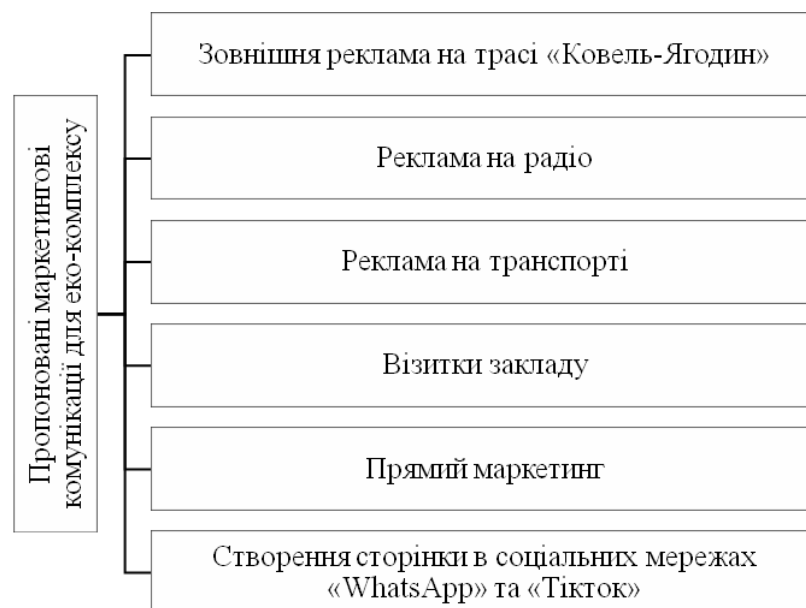 Пропоновані маркетингові
комунікації для еко-комплексу
Зовнішня реклама на трасі «Ковель-Ягодин»
Реклама на радіо
Реклама на транспорті
Візитки закладу
Прямий маркетинг
Створення сторінки в соціальних мережах
«WhatsApp» та «Тікток»